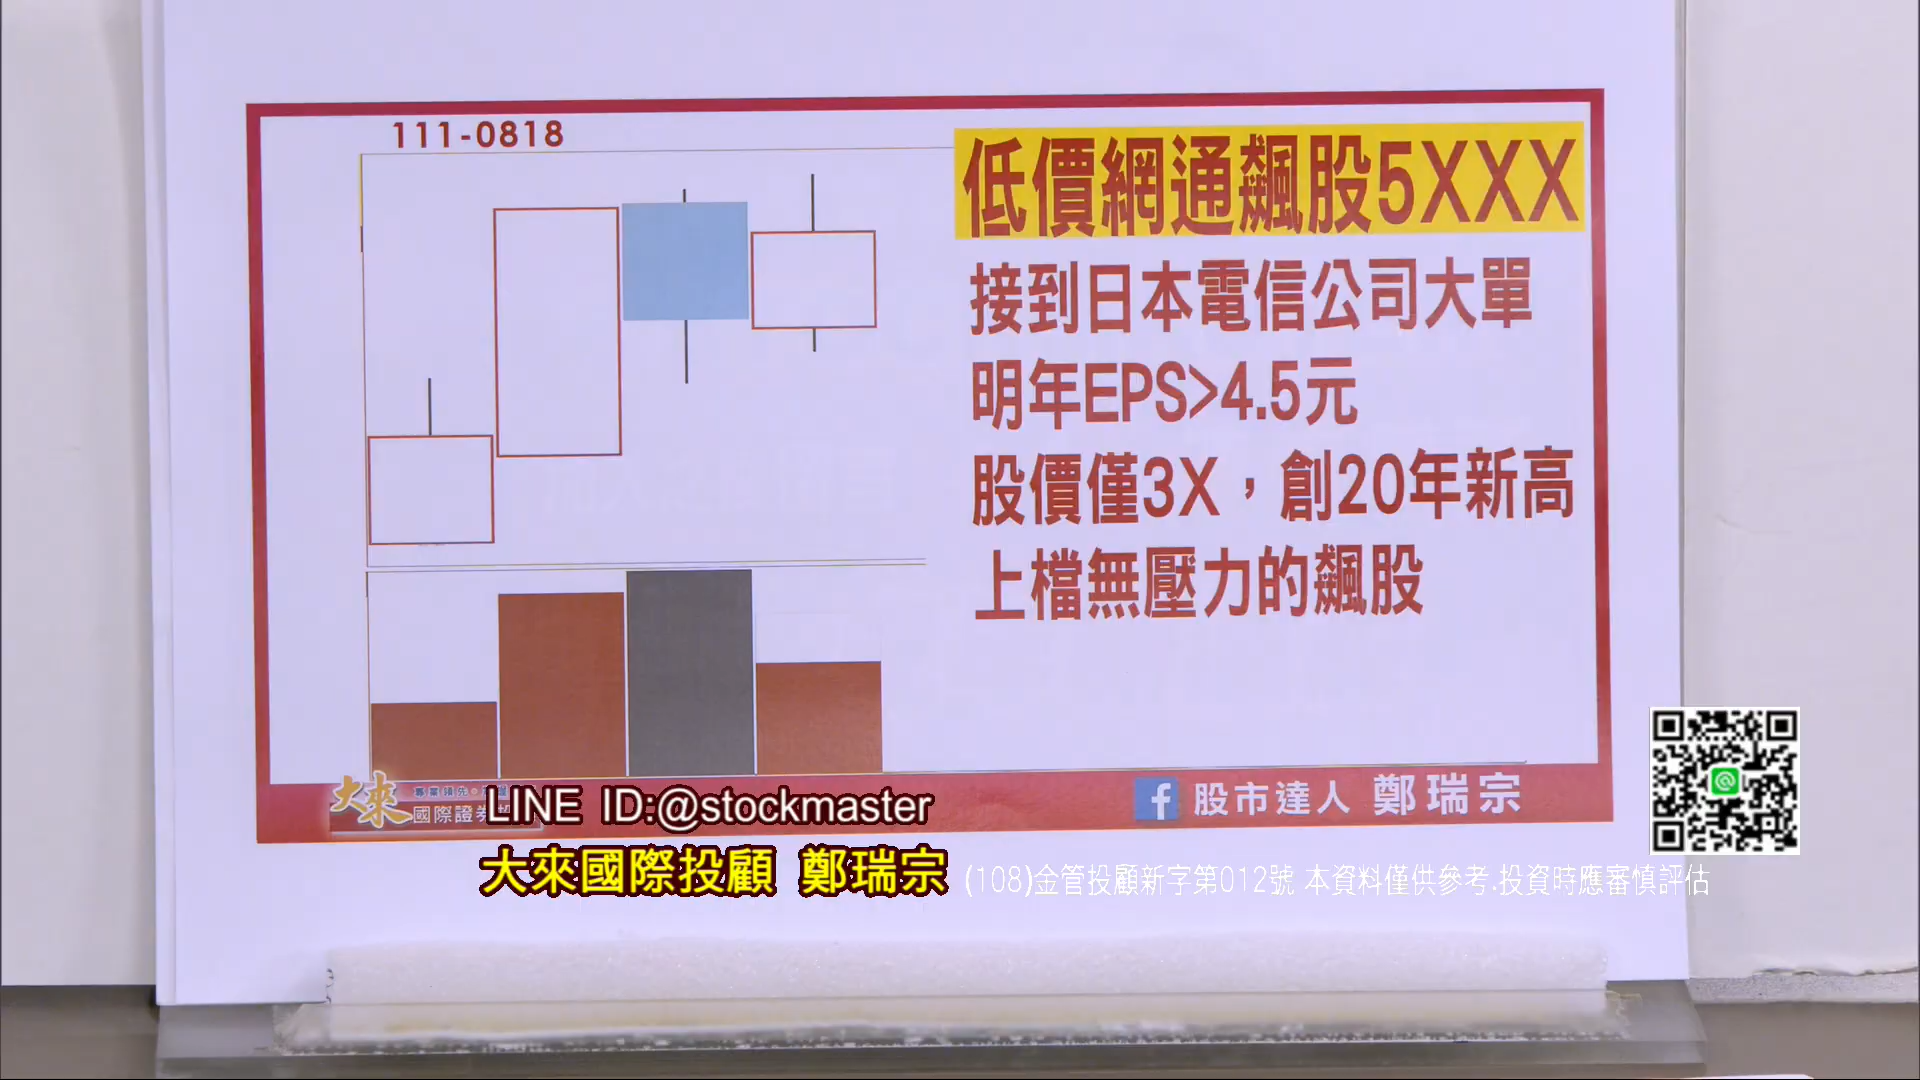 111-0818
低價網通飆股5XXX
接到日本電信公司大單
明年EPS>4.5元
股價僅3X，創20年新高
上檔無壓力的飆股
大來
國際證券
LINE ID:@stockmaster
股市達人 鄭瑞宗
大來國際投顧 鄭瑞宗
(108)金管投顧新字第012號 本資料僅供參考.投資時應審慎評估